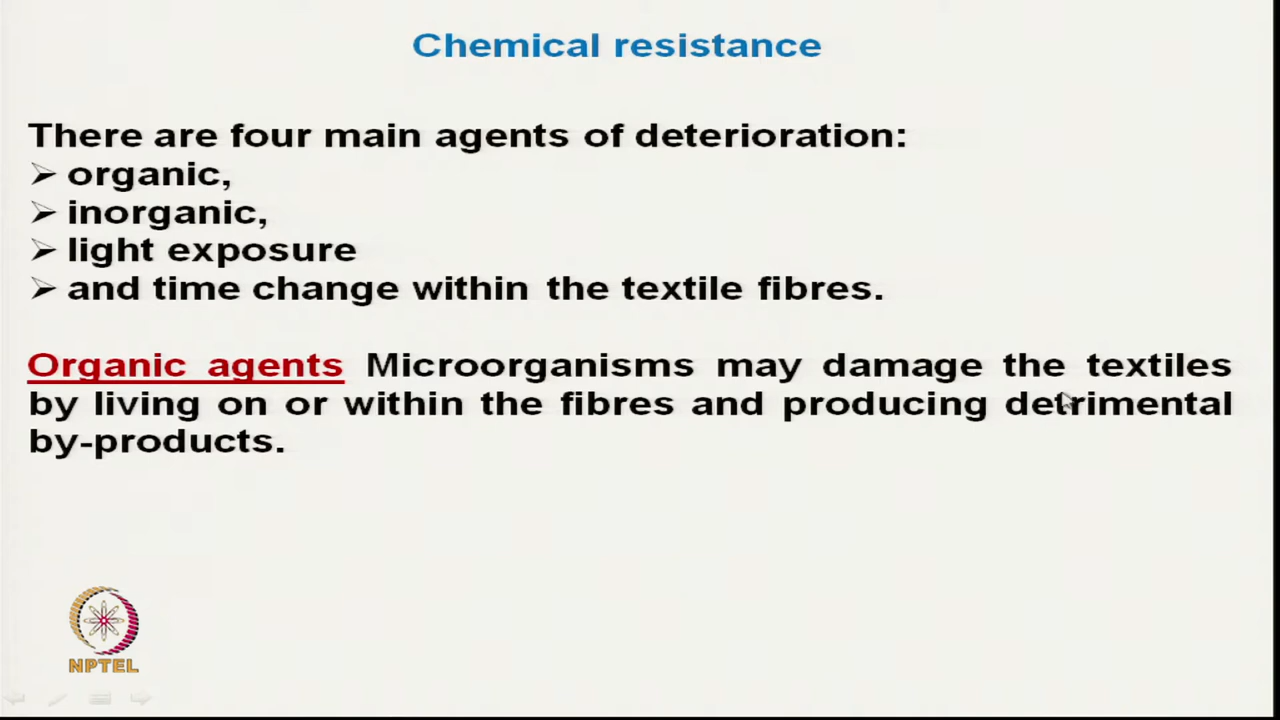 Chemical resistance
There are four main agents of deterioration:
➢ organic,
➢ inorganic,
➢ light exposure
➢ and time change within the textile fibres.
Organic agents Microorganisms may damage the textiles
by living on or within the fibres and producing detrimental
by-products.
NPTEL